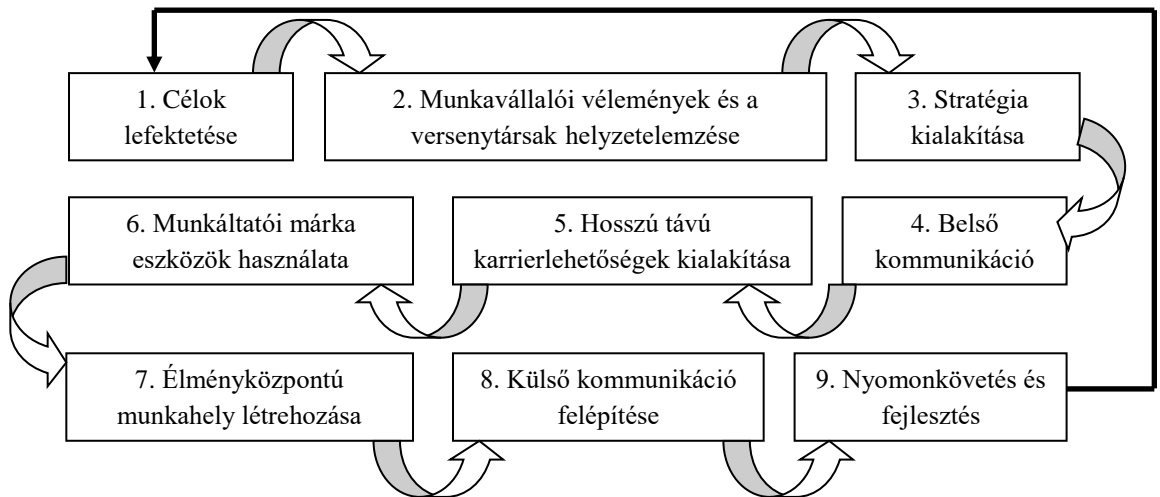 1. Célok
lefektetése
2. Munkavállalói vélemények és a
versenytársak helyzetelemzése
3. Stratégia
kialakítása
4. Belső
kommunikáció
5. Hosszú távú
karrierlehetőségek kialakítása
6. Munkáltatói márka
eszközök használata
7. Élményközpontú
munkahely létrehozása
8. Külső kommunikáció
felépítése
9. Nyomonkövetés és
fejlesztés